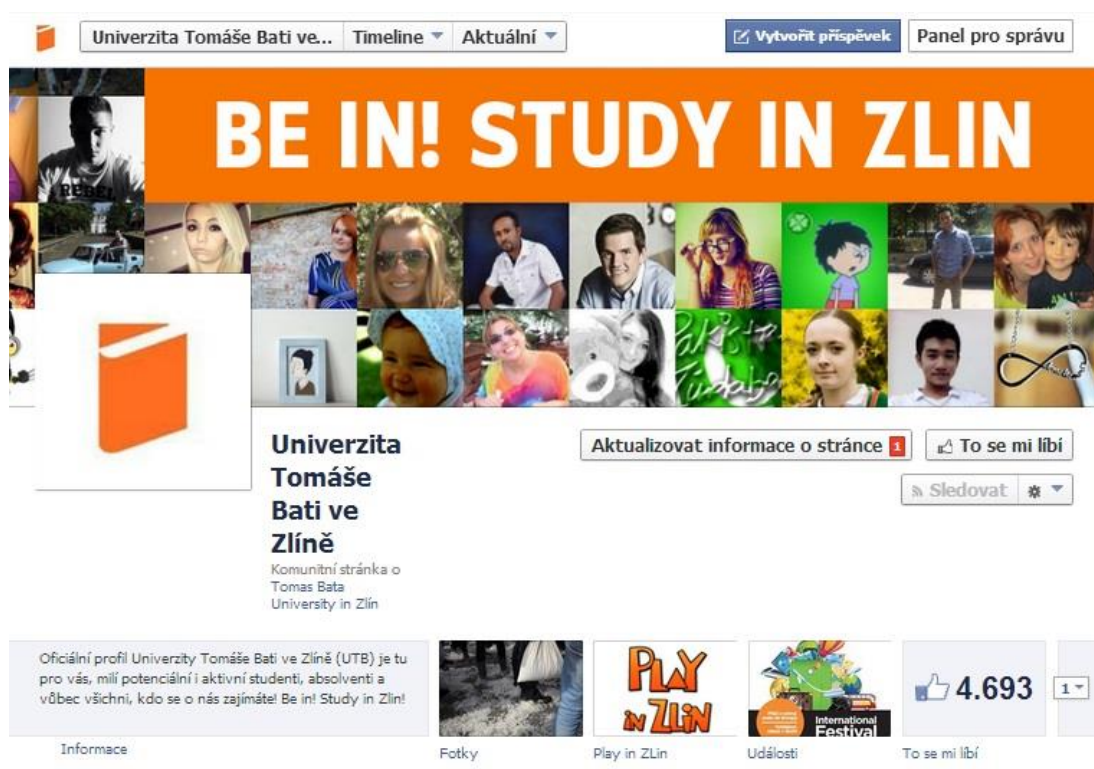 Univerzita Tomáše Bati ve... Timeline Aktuální Vytvořit příspěvek Panel pro správu
BE IN! STUDY IN ZLIN
REBEL
Univerzita
Tomáše
Bati ve
Zlíně
Aktualizovat informace o stránce 1 To se mi líbí
Sledovat
Komunitní stránka o
Tomas Bata
University in Zlín
Oficiální profil Univerzity Tomáše Bati ve Zlíně (UTB) je tu
pro vás, milí potenciální i aktivní studenti, absolventi a
vůbec všichni, kdo se o nás zajímáte! Be in! Study in Zlin!
Informace
Fotky
PLAY
IN ZLIN
Play in ZLin
International
Festival
Události
4.693
To se mi líbí
1